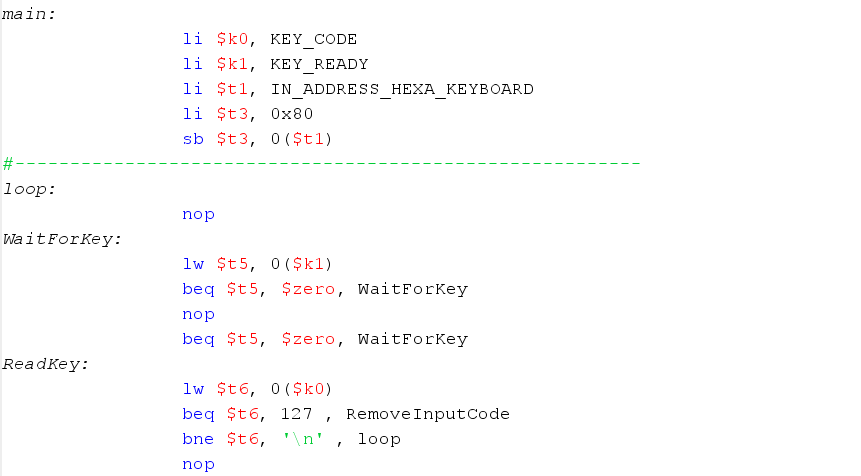 main:
li $k0, KEY_CODE
li $k1, KEY_READY
li $t1, IN_ADDRESS_HEXA_KEYBOARD
li $t3, 0x80
sb $t3, 0($t1)
#---------------------------------------------------------
loop:
nop
WaitForKey:
lw $t5, 0($k1)
beq $t5, $zero, WaitForKey
nop
beq $t5, $zero, WaitForKey
ReadKey:
lw $t6, 0($k0)
beq $t6, 127 , RemoveInputCode
bne $t6, '\n' , loop
nop